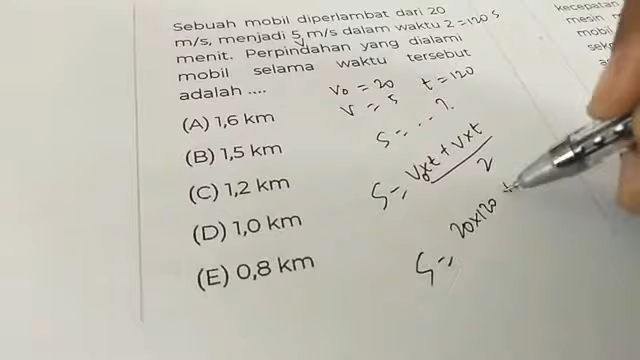 Sebuah mobil diperlambat dari 20
m/s, menjadi 5 m/s dalam waktu 2 = 120 s
menit. Perpindahan yang dialami
mobil selama waktu tersebut
adalah ....
V0 = 20 t = 120
V = 5
S = ... ?
(A) 1,6 km
(B) 1,5 km
(C) 1,2 km
(D) 1,0 km
(E) 0,8 km
S = V0xt + Vxt
2
S = 20x120 +
kecepatan
mesin
mobil